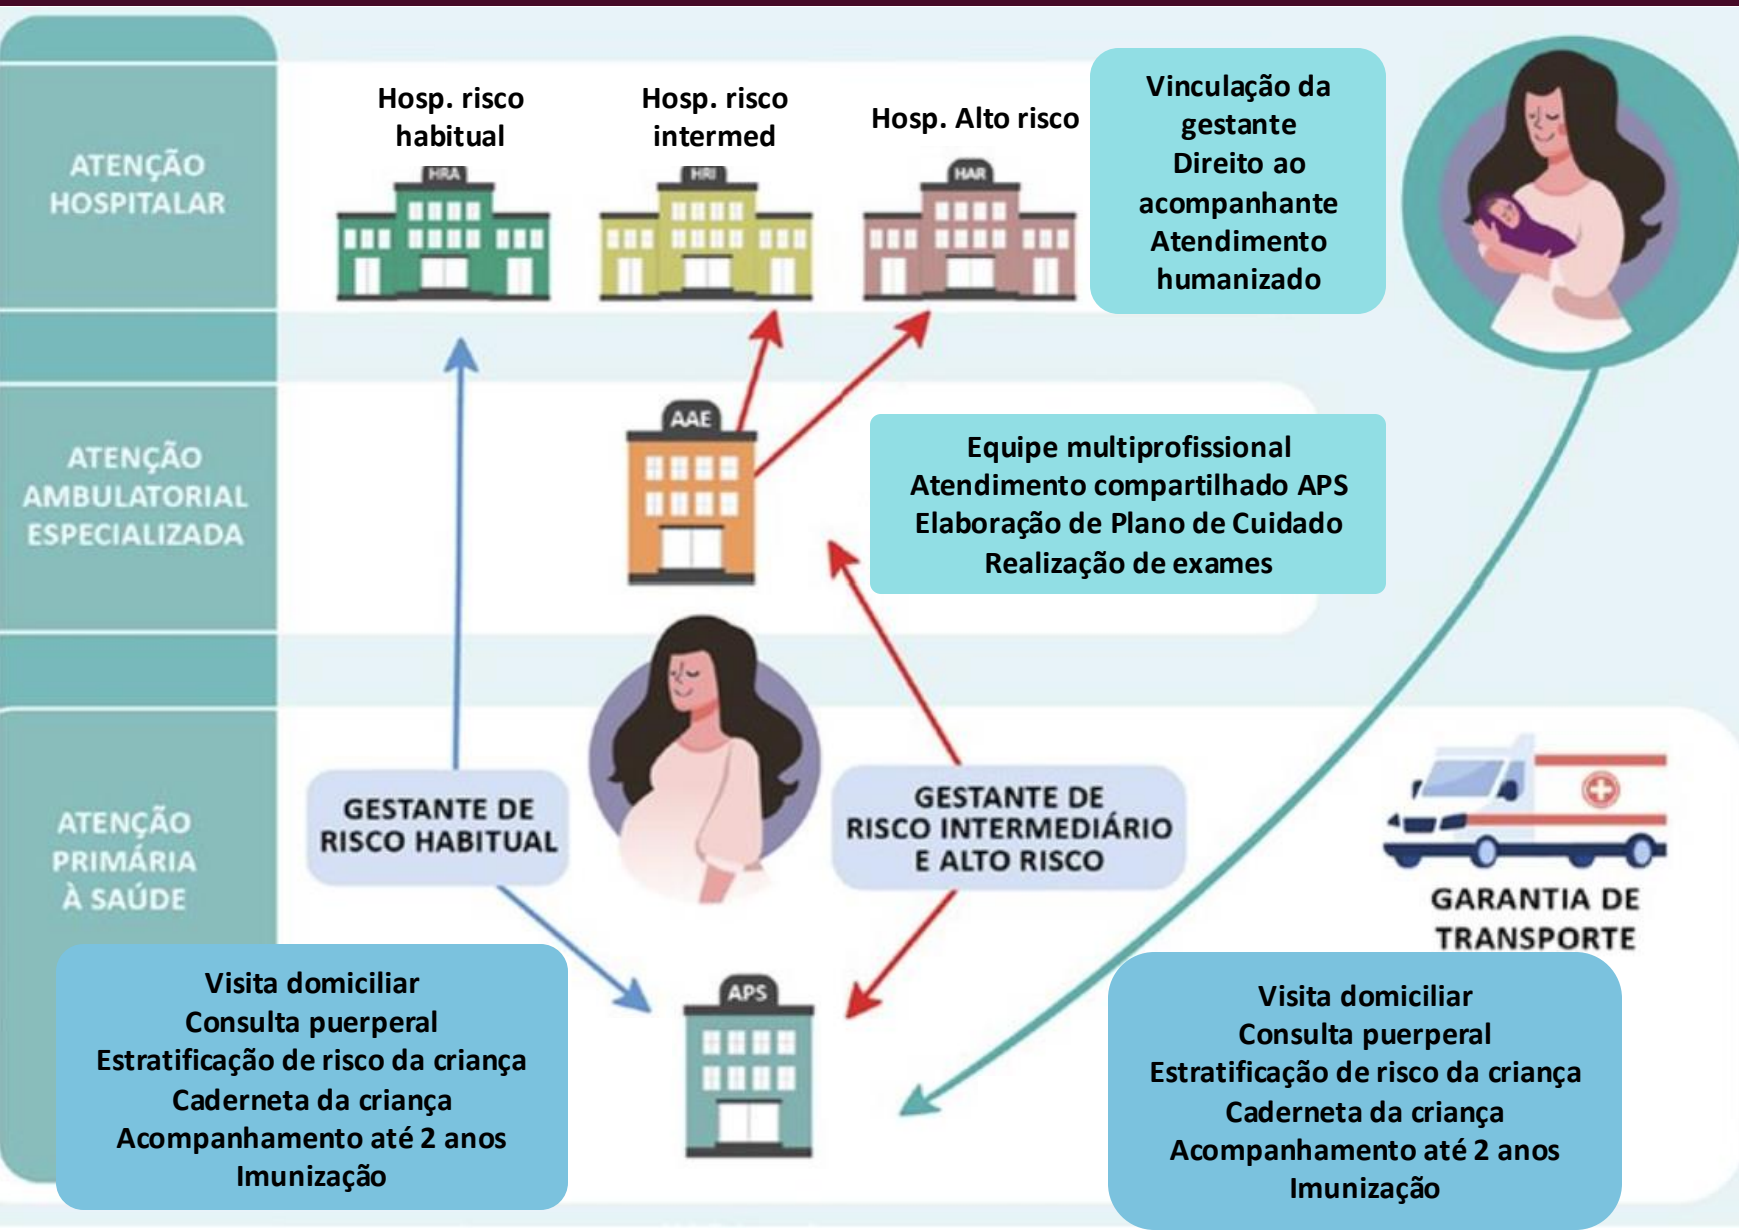 ATENÇÃO
HOSPITALAR
Hosp. risco
habitual
HRA
Hosp. risco
intermed
HRI
Hosp. Alto risco
HAR
Vinculação da
gestante
Direito ao
acompanhante
Atendimento
humanizado
ATENÇÃO
AMBULATORIAL
ESPECIALIZADA
AAE
Equipe multiprofissional
Atendimento compartilhado APS
Elaboração de Plano de Cuidado
Realização de exames
ATENÇÃO
PRIMÁRIA
À SAÚDE
GESTANTE DE
RISCO HABITUAL
GESTANTE DE
RISCO INTERMEDIÁRIO
E ALTO RISCO
GARANTIA DE
TRANSPORTE
Visita domiciliar
Consulta puerperal
Estratificação de risco da criança
Caderneta da criança
Acompanhamento até 2 anos
Imunização
APS
Visita domiciliar
Consulta puerperal
Estratificação de risco da criança
Caderneta da criança
Acompanhamento até 2 anos
Imunização